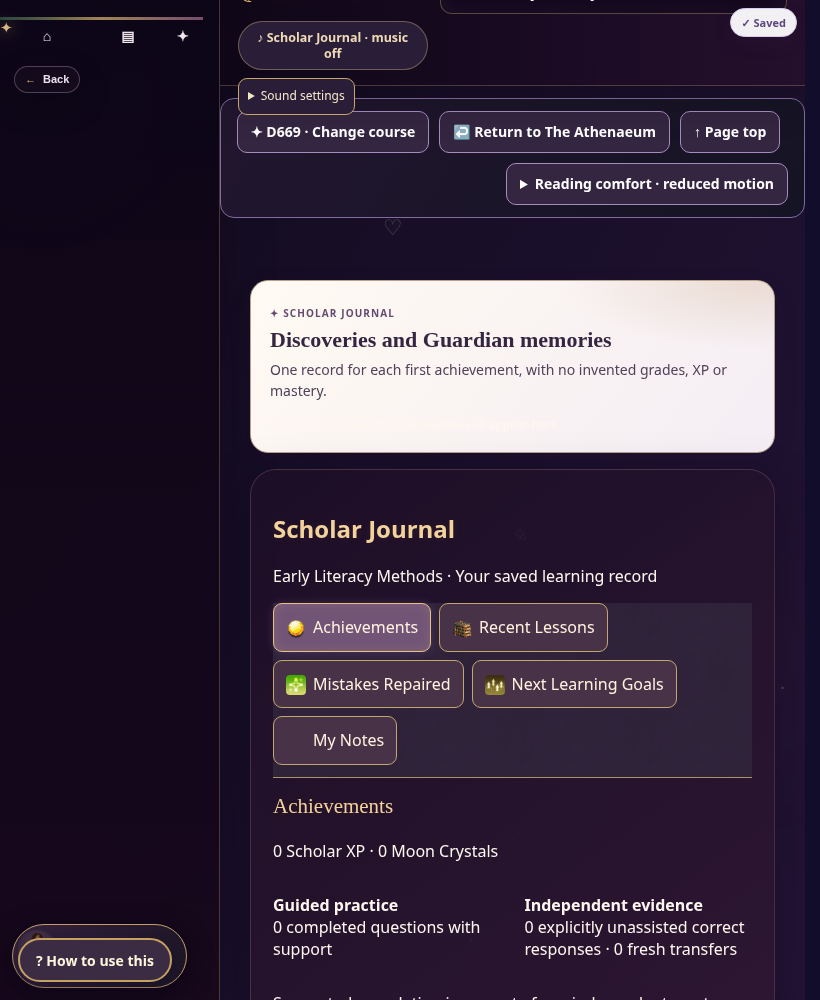 ✓ Saved
♪ Scholar Journal · music
off
▶ Sound settings
← Back
✦ D669 · Change course
↩ Return to The Athenaeum
↑ Page top
▶ Reading comfort · reduced motion
✦ SCHOLAR JOURNAL
Discoveries and Guardian memories
One record for each first achievement, with no invented grades, XP or
mastery.
Scholar Journal
Early Literacy Methods · Your saved learning record
Achievements
Recent Lessons
Mistakes Repaired
Next Learning Goals
My Notes
Achievements
0 Scholar XP · 0 Moon Crystals
Guided practice
0 completed questions with
support
Independent evidence
0 explicitly unassisted correct
responses · 0 fresh transfers
? How to use this